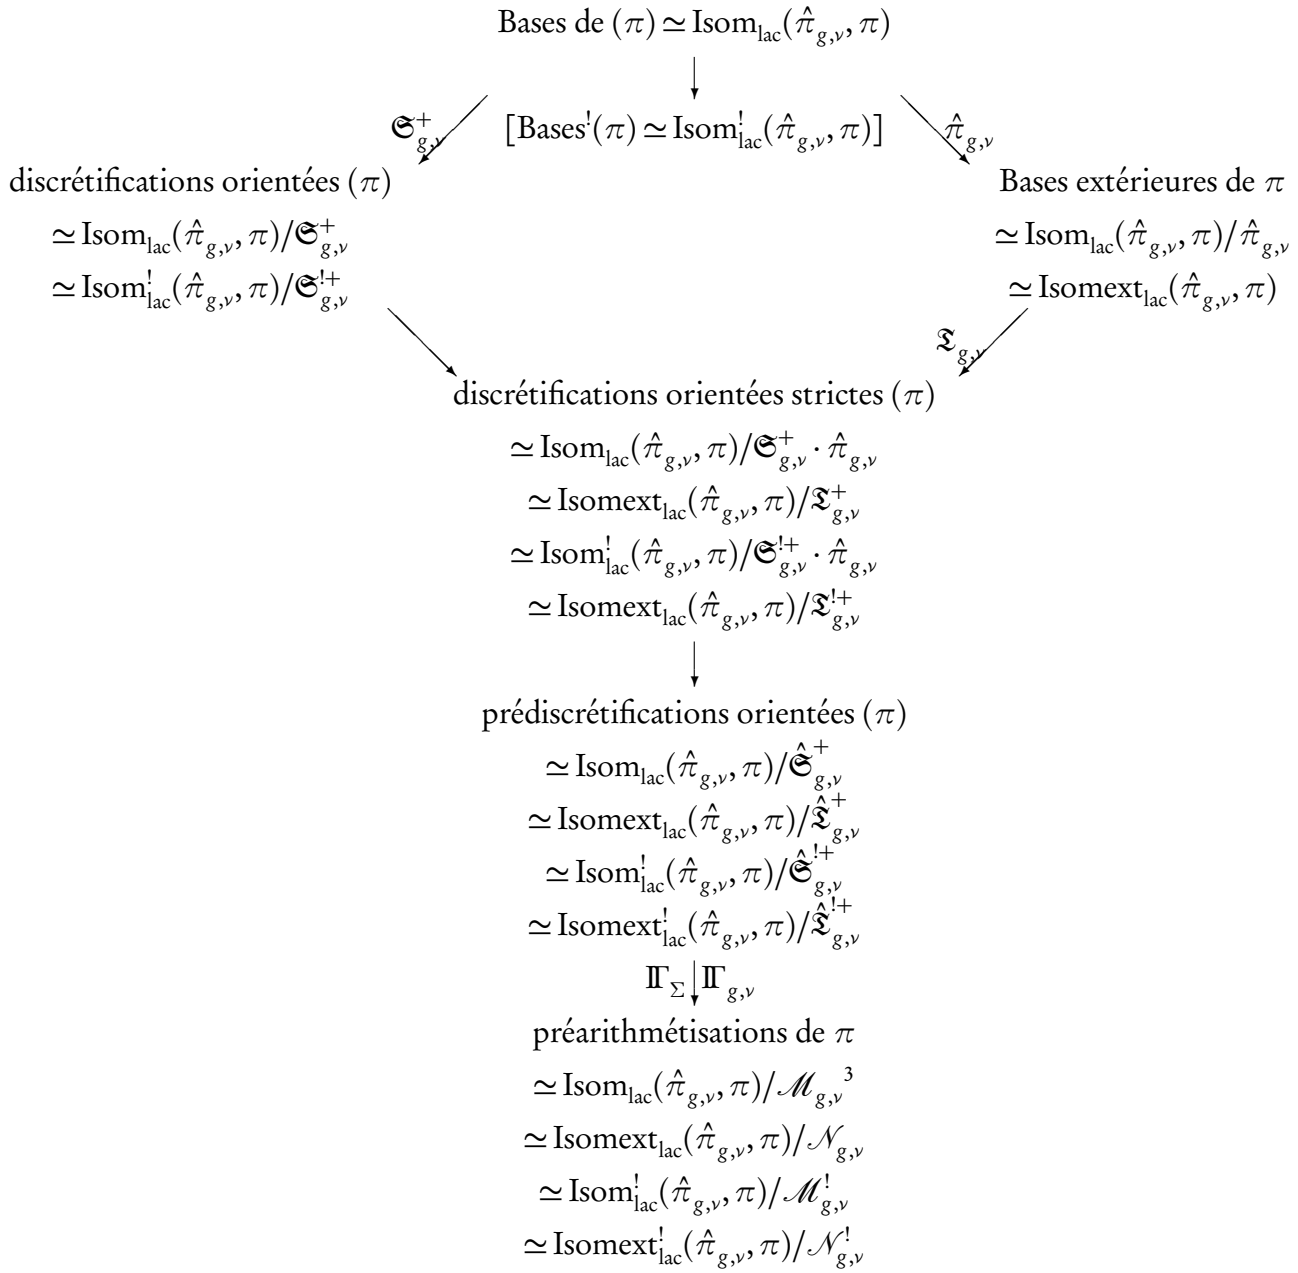 Bases de (π) ≃ Isom_lac(π̂_{g,ν}, π)
𝔖^+_{g,ν}
[Bases^!(π) ≃ Isom^!_lac(π̂_{g,ν}, π)]
π̂_{g,ν}
discrétifications orientées (π)
≃ Isom_lac(π̂_{g,ν}, π)/𝔖^+_{g,ν}
≃ Isom^!_lac(π̂_{g,ν}, π)/𝔖^{!+}_{g,ν}
Bases extérieures de π
≃ Isom_lac(π̂_{g,ν}, π)/π̂_{g,ν}
≃ Isomext_lac(π̂_{g,ν}, π)
𝔗_{g,ν}
discrétifications orientées strictes (π)
≃ Isom_lac(π̂_{g,ν}, π)/𝔖^+_{g,ν} · π̂_{g,ν}
≃ Isomext_lac(π̂_{g,ν}, π)/𝔗^+_{g,ν}
≃ Isom^!_lac(π̂_{g,ν}, π)/𝔖^{!+}_{g,ν} · π̂_{g,ν}
≃ Isomext_lac(π̂_{g,ν}, π)/𝔗^{!+}_{g,ν}
prédiscrétifications orientées (π)
≃ Isom_lac(π̂_{g,ν}, π)/𝔖̂^+_{g,ν}
≃ Isomext_lac(π̂_{g,ν}, π)/𝔗̂^+_{g,ν}
≃ Isom^!_lac(π̂_{g,ν}, π)/𝔖̂^{!+}_{g,ν}
≃ Isomext^!_lac(π̂_{g,ν}, π)/𝔗̂^{!+}_{g,ν}
IΓ_Σ IΓ_{g,ν}
préarithmétisations de π
≃ Isom_lac(π̂_{g,ν}, π)/ℳ_{g,ν}^3
≃ Isomext_lac(π̂_{g,ν}, π)/𝒩_{g,ν}
≃ Isom^!_lac(π̂_{g,ν}, π)/ℳ^!_{g,ν}
≃ Isomext^!_lac(π̂_{g,ν}, π)/𝒩^!_{g,ν}